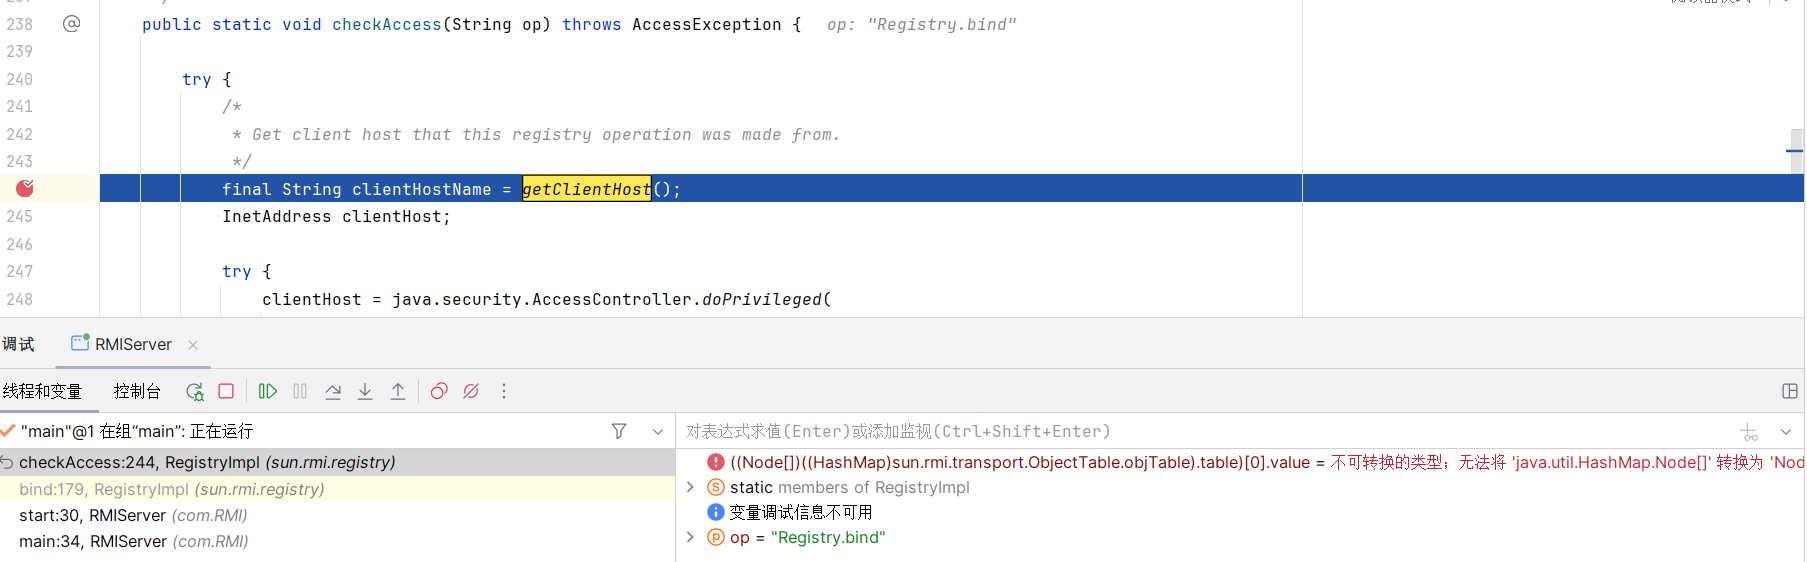 238 public static void checkAccess(String op) throws AccessException { op: "Registry.bind"
239
240 try {
241 /*
242 * Get client host that this registry operation was made from.
243 */
final String clientHostName = getClientHost();
245 InetAddress clientHost;
246
247 try {
248 clientHost = java.security.AccessController.doPrivileged(
调试 RMIServer
线程和变量 控制台
"main"@1 在组“main”: 正在运行
对表达式求值(Enter)或添加监视(Ctrl+Shift+Enter)
checkAccess:244, RegistryImpl (sun.rmi.registry)
bind:179, RegistryImpl (sun.rmi.registry)
start:30, RMIServer (com.RMI)
main:34, RMIServer (com.RMI)
((Node[])((HashMap)sun.rmi.transport.ObjectTable.objTable).table)[0].value = 不可转换的类型；无法将 'java.util.HashMap.Node[]' 转换为 'Nod
static members of RegistryImpl
变量调试信息不可用
op = "Registry.bind"